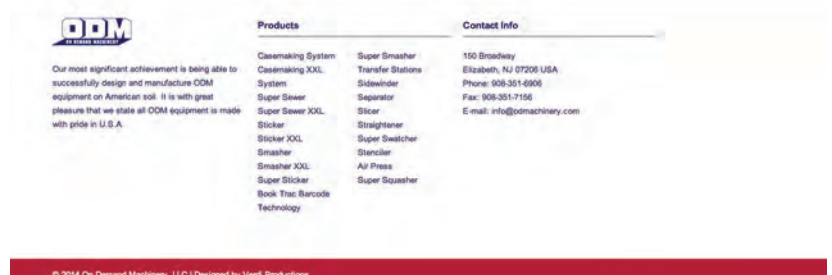 ODM
ON DEMAND MACHINERY
Our most significant achievement is being able to
successfully design and manufacture ODM
equipment on American soil. It is with great
pleasure that we state all ODM equipment is made
with pride in U.S.A.
Products
Casemaking System
Casemaking XXL
System
Super Sewer
Super Sewer XXL
Sticker
Sticker XXL
Smasher
Smasher XXL
Super Sticker
Book Trac Barcode
Technology
Super Smasher
Transfer Stations
Sidewinder
Separator
Slicer
Straightener
Super Swatcher
Stenciler
Air Press
Super Squasher
Contact Info
150 Broadway
Elizabeth, NJ 07206 USA
Phone: 908-351-6906
Fax: 908-351-7156
E-mail: info@odmachinery.com
© 2014 On Demand Machinery, LLC | Designed by Verdi Productions